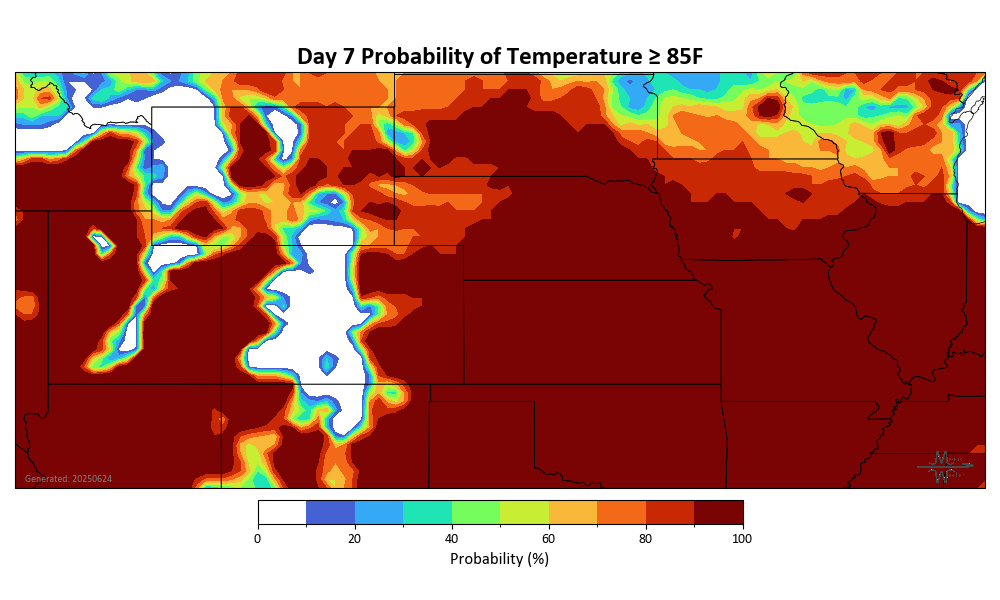 Day 7 Probability of Temperature ≥ 85F
Generated: 20250624
0 20 40 60 80 100
Probability (%)